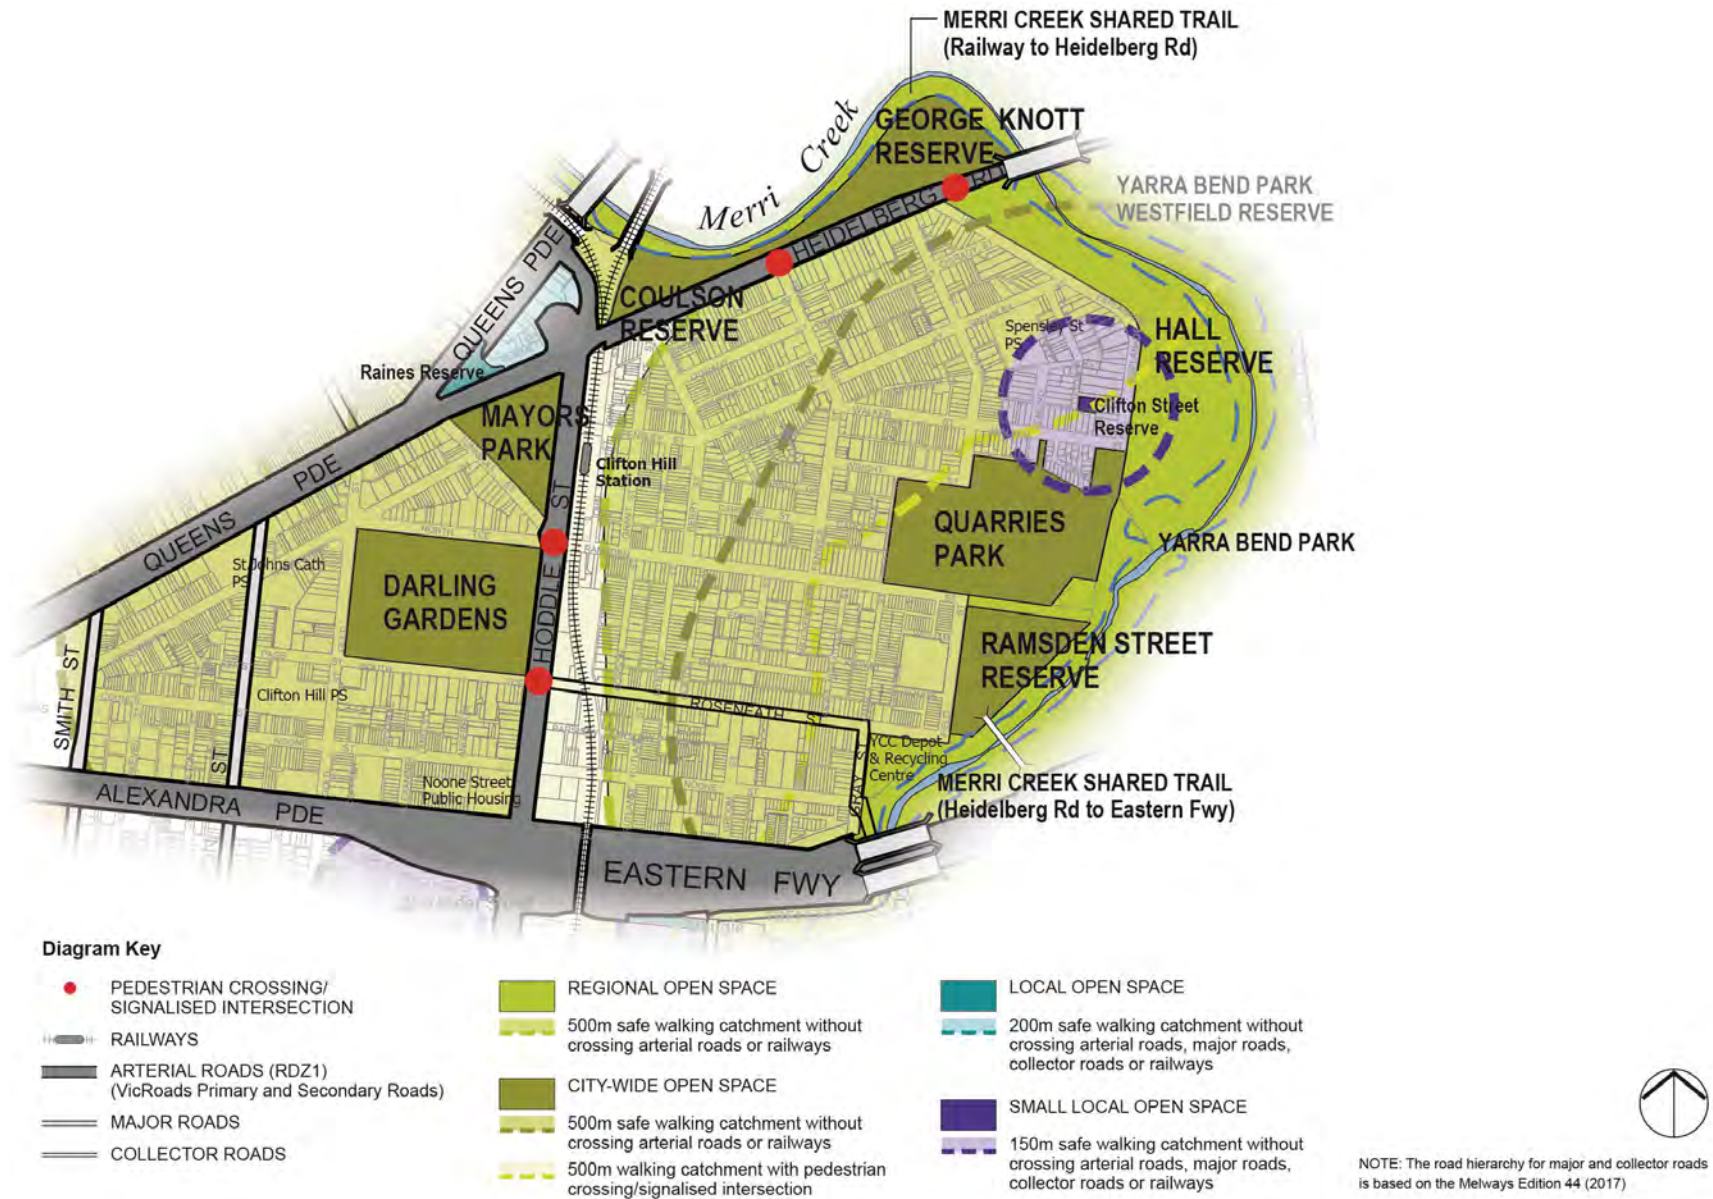 MERRI CREEK SHARED TRAIL
(Railway to Heidelberg Rd)
Merri Creek
GEORGE KNOTT
RESERVE
HEIDELBERG RD
YARRA BEND PARK
WESTFIELD RESERVE
QUEENS PDE
COULSON
RESERVE
Raines Reserve
Spensley St
PS
HALL
RESERVE
MAYORS
PARK
Clifton Street
Reserve
Clifton Hill
Station
QUEENS PDE
HODDLE ST
QUARRIES
PARK
YARRA BEND PARK
St Johns Cath
PS
DARLING
GARDENS
RAMSDEN STREET
RESERVE
SMITH ST
Clifton Hill PS
ROSENEATH ST
ST
YCC Depot
& Recycling
Centre
GRAY ST
Noone Street
Public Housing
MERRI CREEK SHARED TRAIL
(Heidelberg Rd to Eastern Fwy)
ALEXANDRA PDE
EASTERN FWY
Diagram Key
PEDESTRIAN CROSSING/
SIGNALISED INTERSECTION
RAILWAYS
ARTERIAL ROADS (RDZ1)
(VicRoads Primary and Secondary Roads)
MAJOR ROADS
COLLECTOR ROADS
REGIONAL OPEN SPACE
500m safe walking catchment without
crossing arterial roads or railways
CITY-WIDE OPEN SPACE
500m safe walking catchment without
crossing arterial roads or railways
500m walking catchment with pedestrian
crossing/signalised intersection
LOCAL OPEN SPACE
200m safe walking catchment without
crossing arterial roads, major roads,
collector roads or railways
SMALL LOCAL OPEN SPACE
150m safe walking catchment without
crossing arterial roads, major roads,
collector roads or railways
NOTE: The road hierarchy for major and collector roads
is based on the Melways Edition 44 (2017)